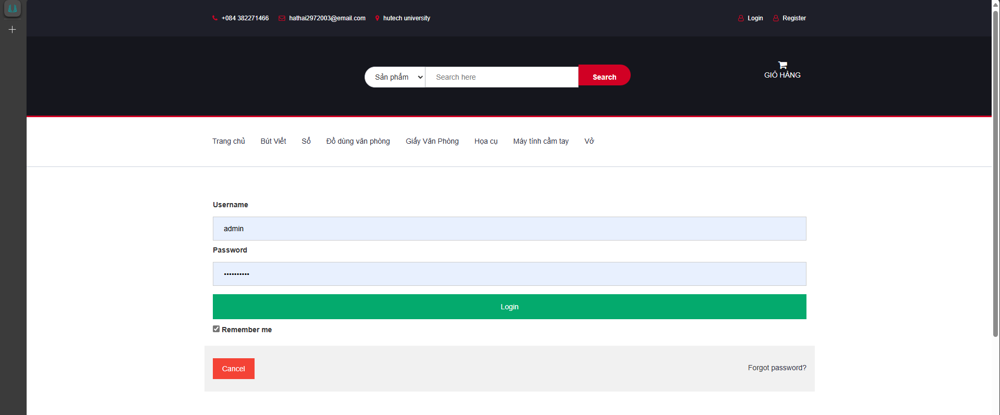 +084 382271466 hathai2972003@email.com hutech university Login Register
Sản phẩm Search here Search
GIỎ HÀNG
Trang chủ Bút Viết Sổ Đồ dùng văn phòng Giấy Văn Phòng Họa cụ Máy tính cầm tay Vở
Username
admin
Password
••••••••••
Login
Remember me
Cancel Forgot password?